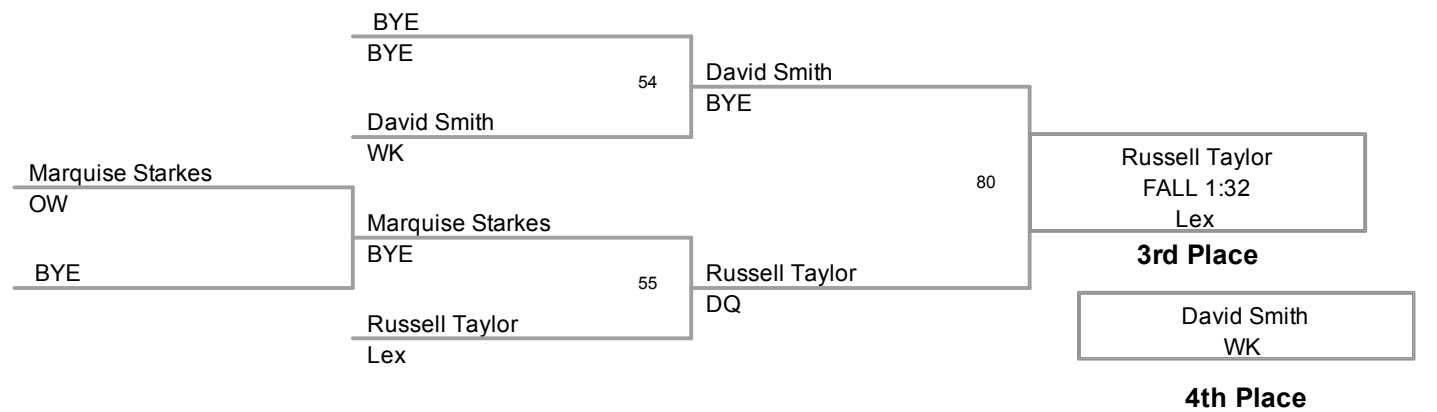 BYE
BYE
54
David Smith
WK
David Smith
BYE
Marquise Starkes
OW
BYE
Marquise Starkes
BYE
55
Russell Taylor
Lex
Russell Taylor
DQ
80
Russell Taylor
FALL 1:32
Lex
3rd Place
David Smith
WK
4th Place